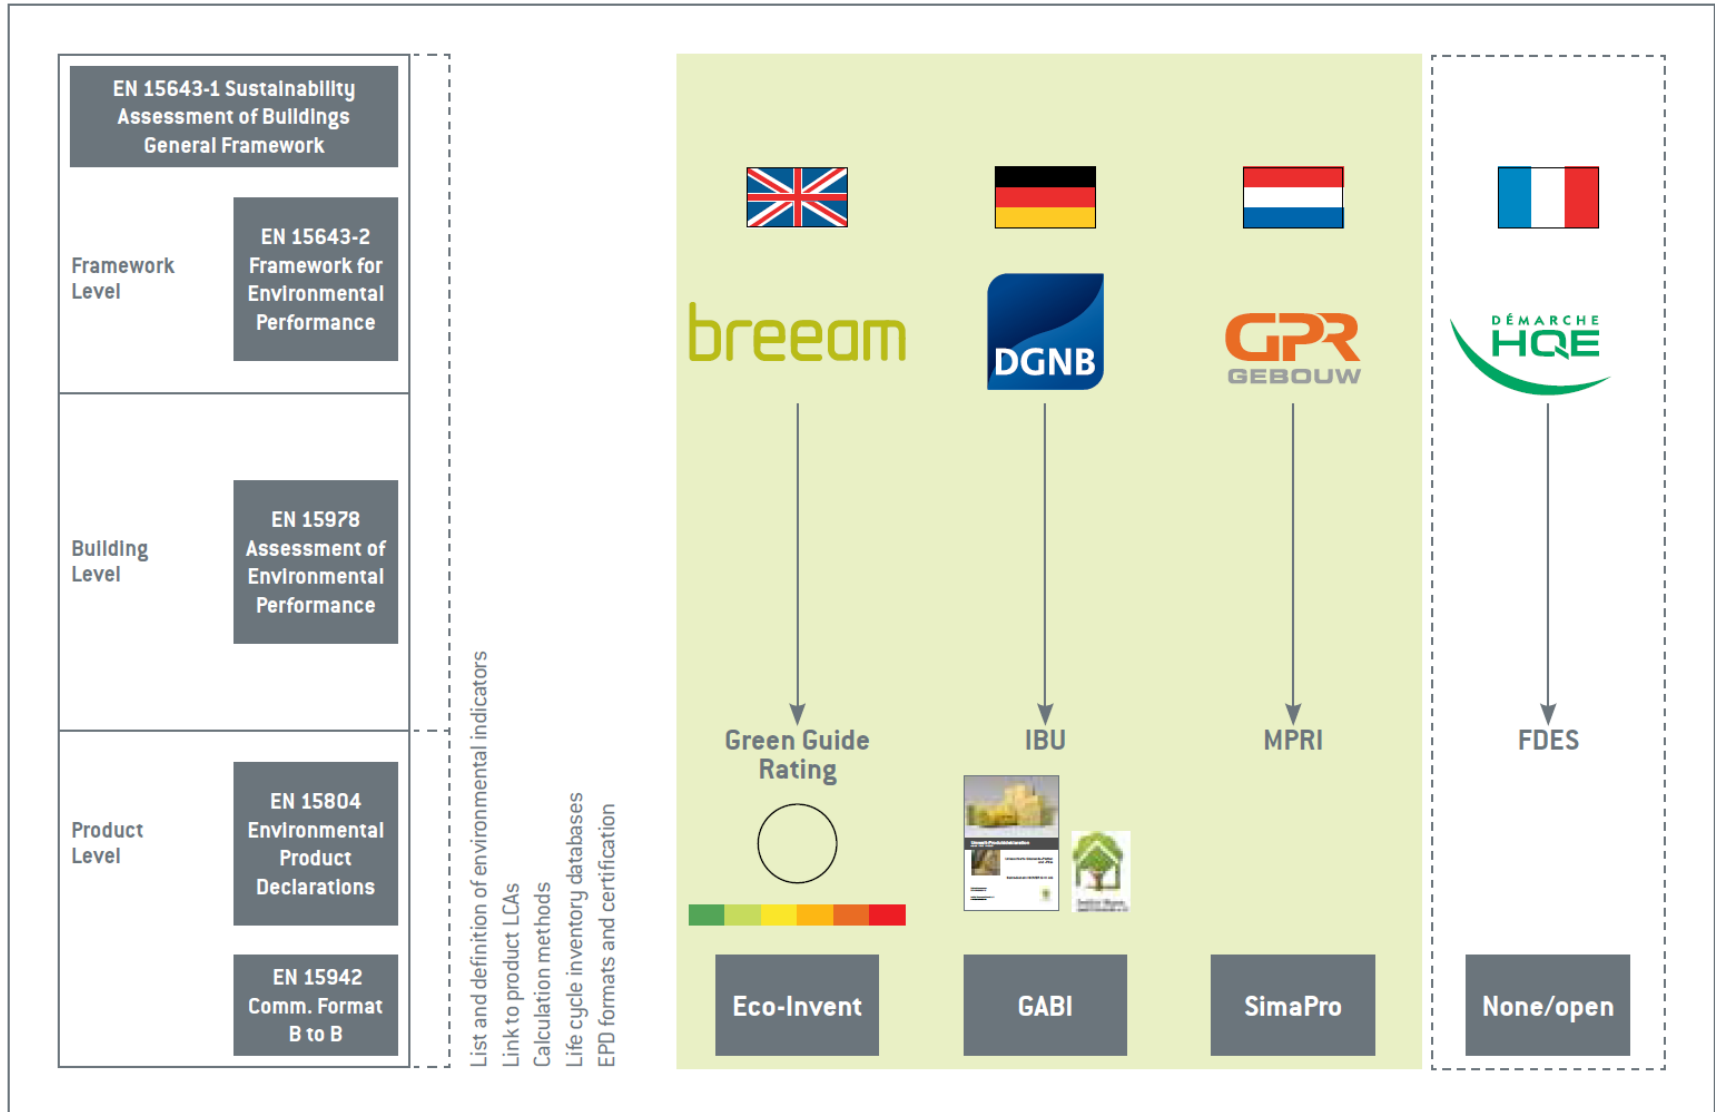 EN 15643-1 Sustainability
Assessment of Buildings
General Framework
Framework
Level
EN 15643-2
Framework for
Environmental
Performance
Building
Level
EN 15978
Assessment of
Environmental
Performance
Product
Level
EN 15804
Environmental
Product
Declarations
EN 15942
Comm. Format
B to B
List and definition of environmental indicators
Link to product LCAs
Calculation methods
Life cycle inventory databases
EPD formats and certification
breeam
Green Guide
Rating
Eco-Invent
DGNB
IBU
Umwelt-Produktdeklaration
GABI
GPR
GEBOUW
MPRI
SimaPro
DÉMARCHE
HQE
FDES
None/open